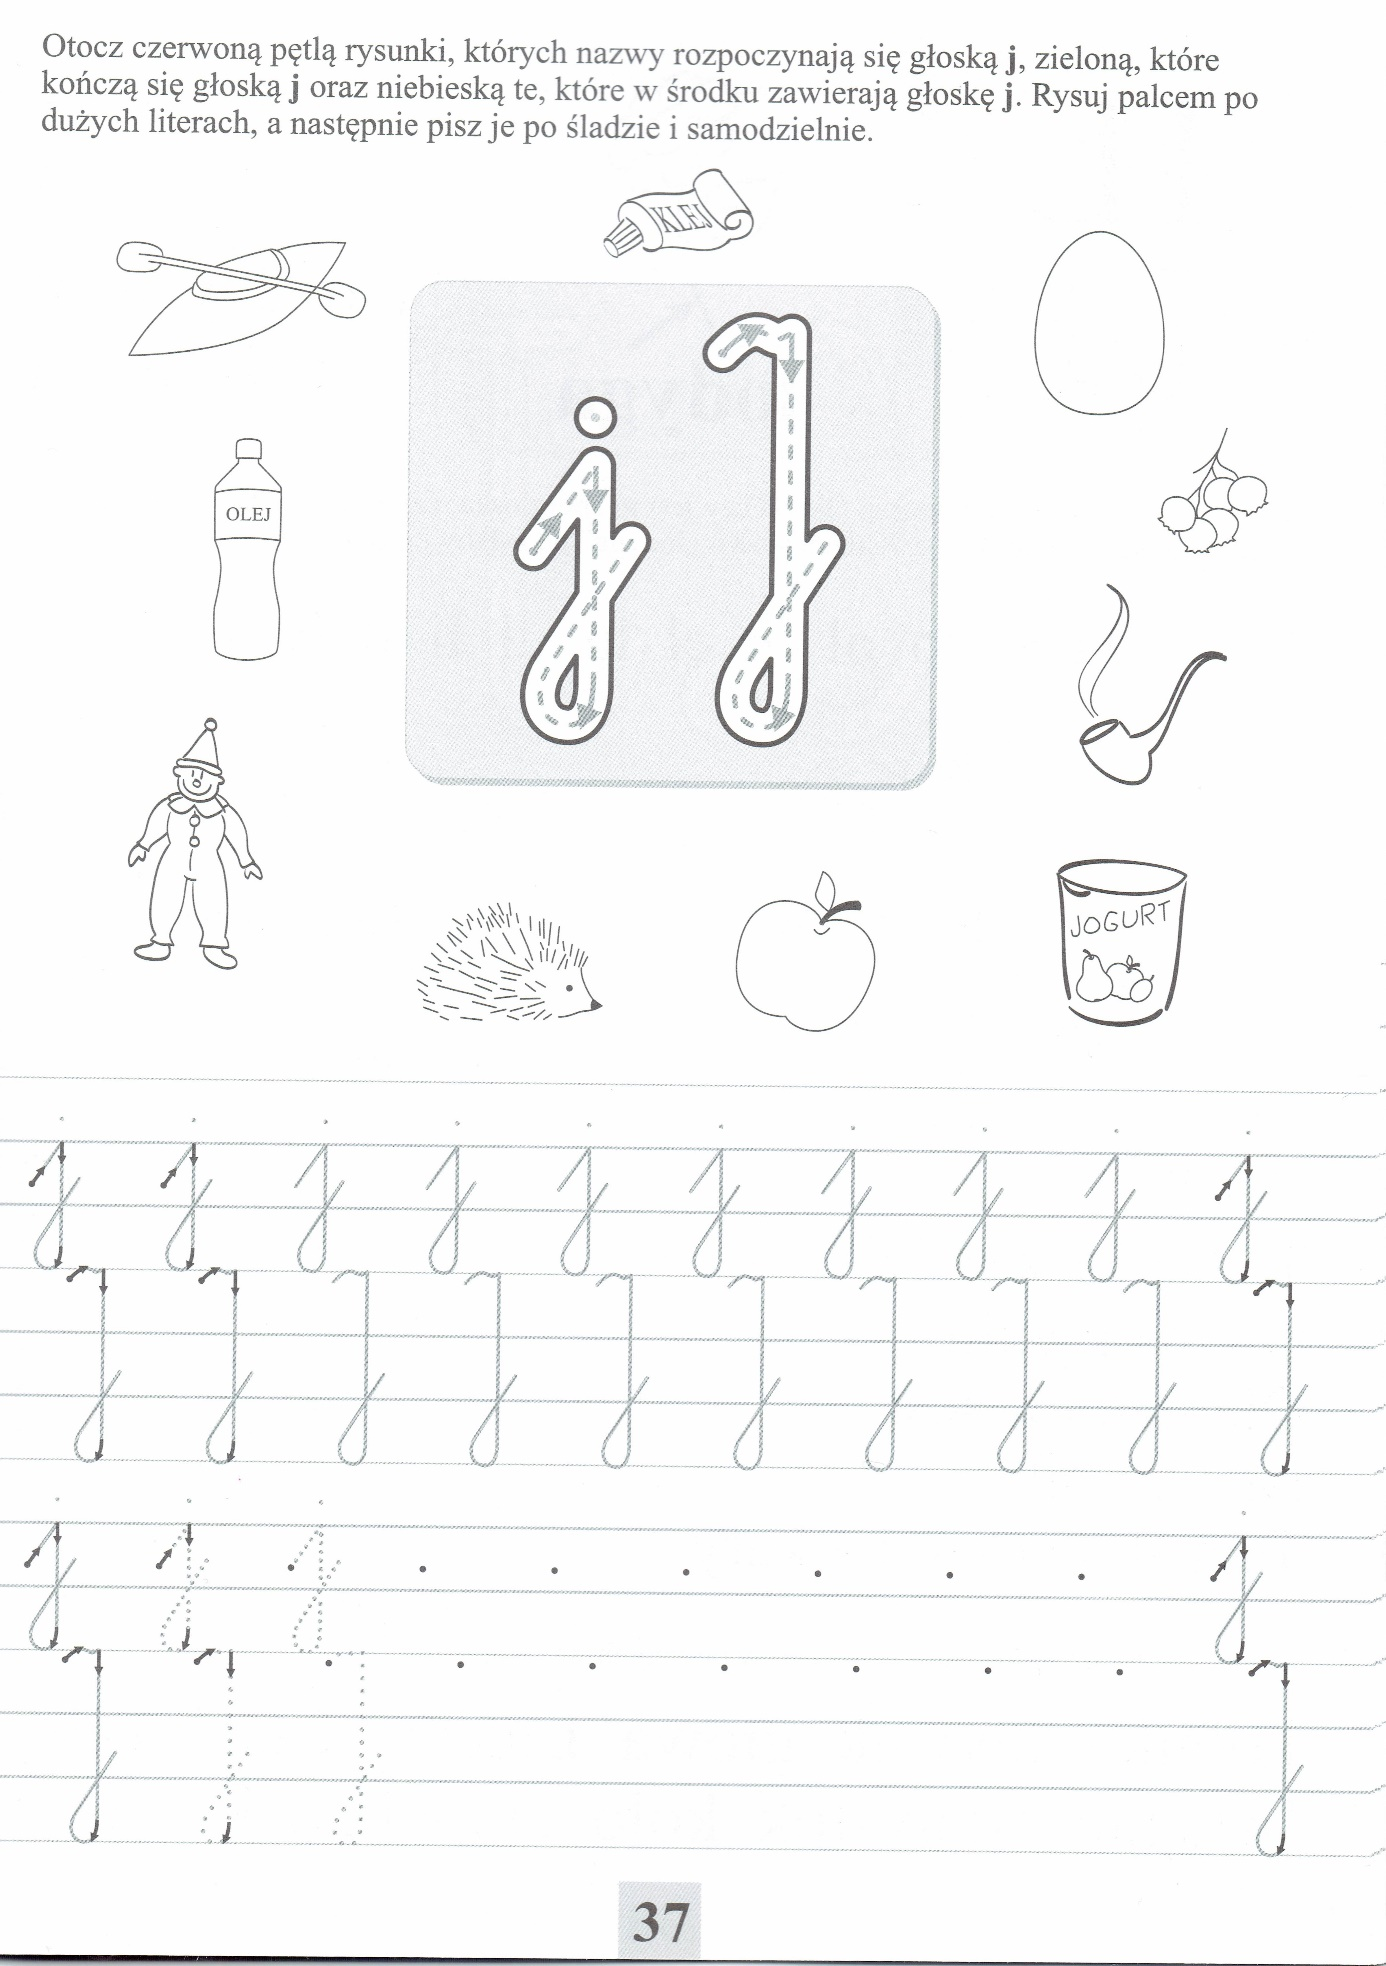 Otocz czerwoną pętlą rysunki, których nazwy rozpoczynają się głoską j, zieloną, które
kończą się głoską j oraz niebieską te, które w środku zawierają głoskę j. Rysuj palcem po
dużych literach, a następnie pisz je po śladzie i samodzielnie.
KLEJ
j J
OLEJ
JOGURT
j j j j j j j j j j
J J J J J J J J J J
j j j j
J J J J
37